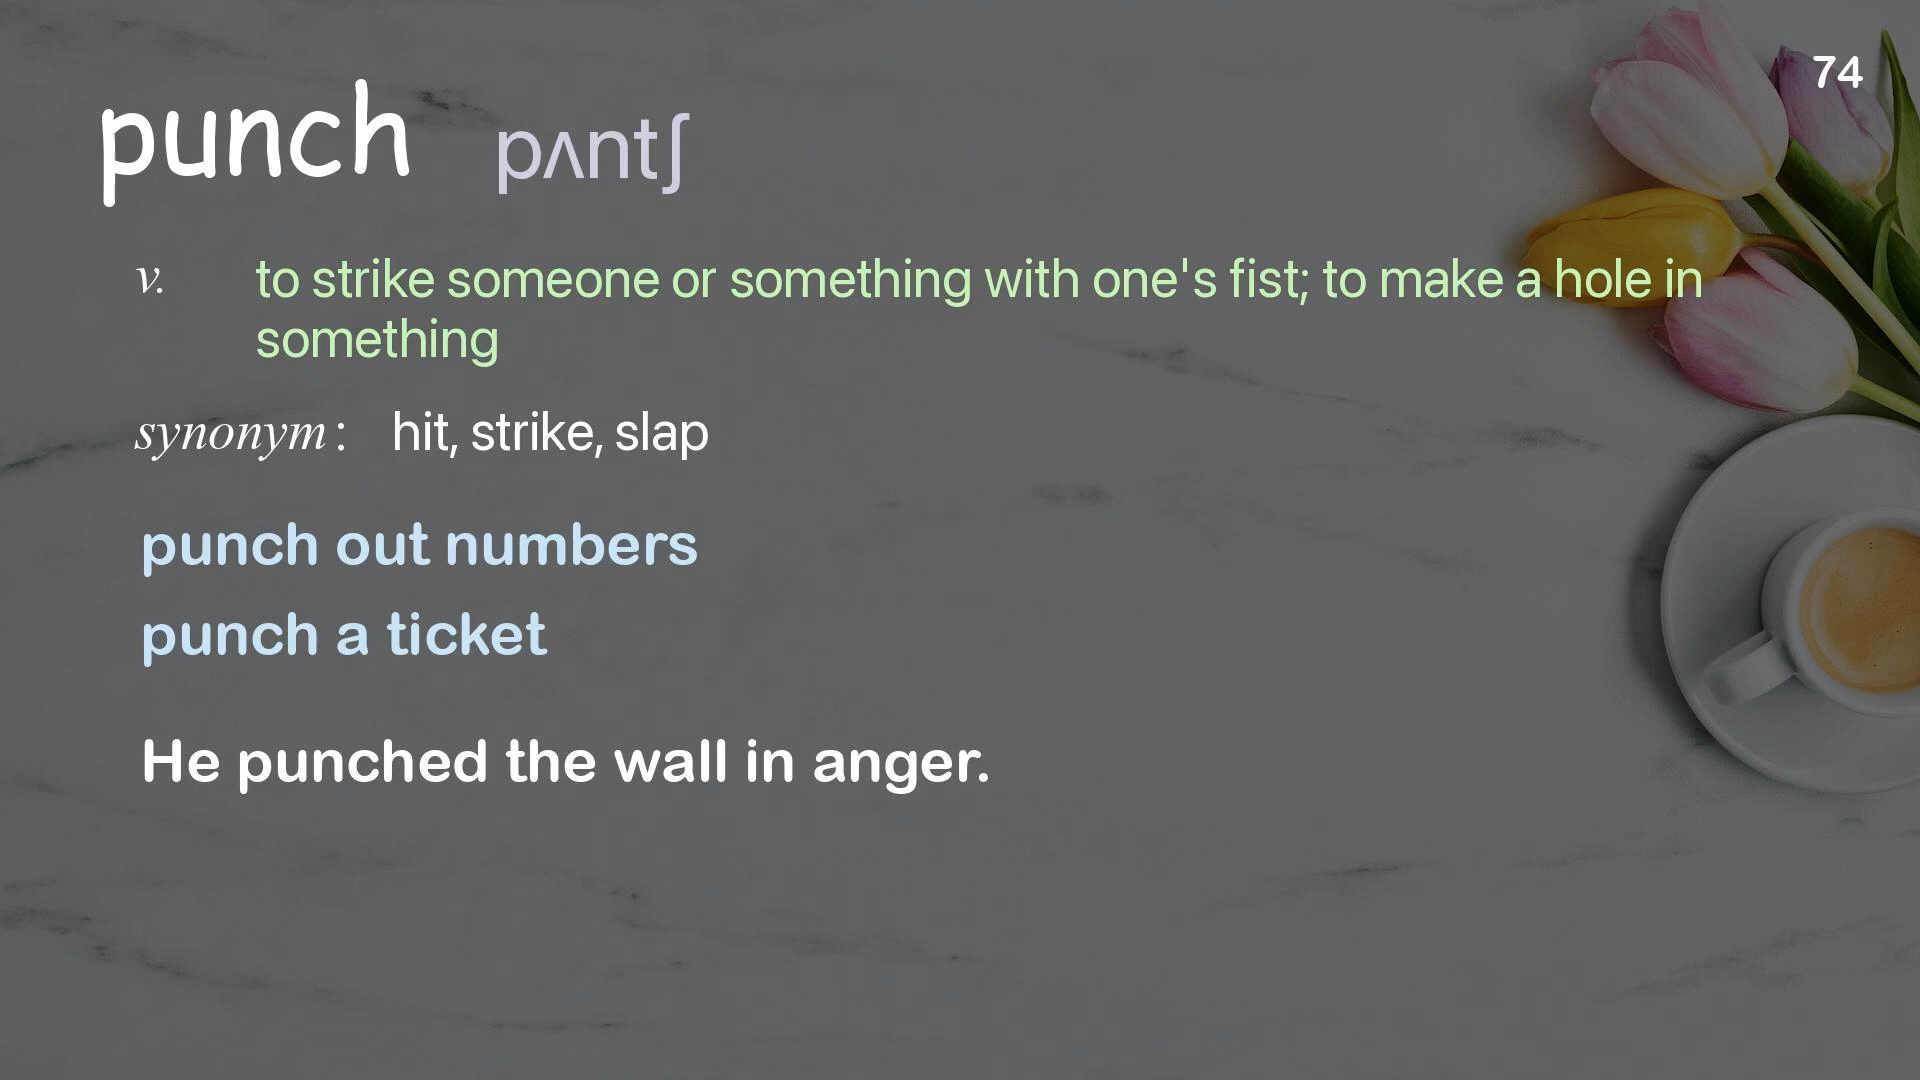 74
punch pʌntʃ
v. to strike someone or something with one's fist; to make a hole in
something
synonym: hit, strike, slap
punch out numbers
punch a ticket
He punched the wall in anger.